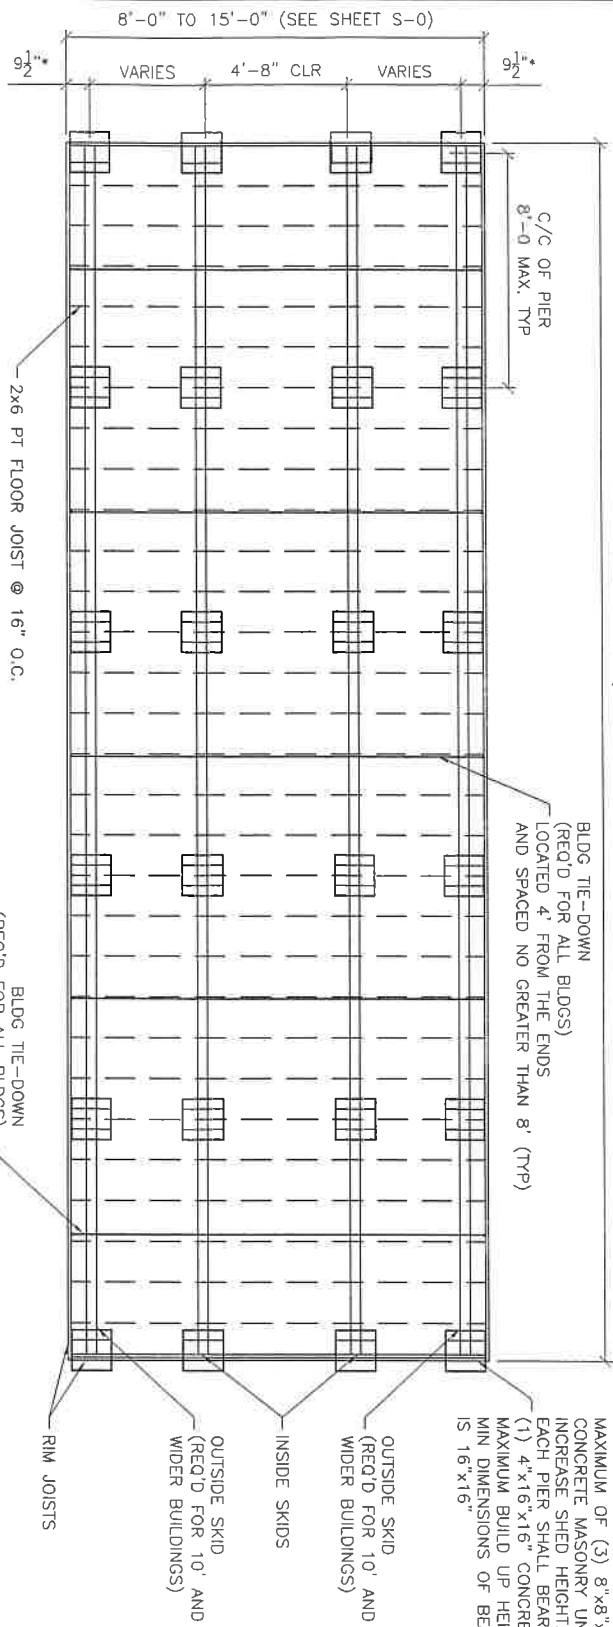 8'-0" TO 15'-0" (SEE SHEET S-0)
9½"*
VARIES
4'-8" CLR
VARIES
9½"*
C/C OF PIER
8'-0 MAX. TYP
2x6 PT FLOOR JOIST @ 16" O.C.
BLDG TIE-DOWN
(REQ'D FOR ALL BLDGS)
LOCATED 4' FROM THE ENDS
AND SPACED NO GREATER THAN 8' (TYP)
BLDG TIE-DOWN
(REQ'D FOR ALL BLDGS)
MAXIMUM OF (3) 8"x8"x
CONCRETE MASONRY UN
INCREASE SHED HEIGHT.
EACH PIER SHALL BEAR
(1) 4"x16"x16" CONCRE
MAXIMUM BUILD UP HEI
MIN DIMENSIONS OF BE
IS 16"x16"
OUTSIDE SKID
(REQ'D FOR 10' AND
WIDER BUILDINGS)
INSIDE SKIDS
OUTSIDE SKID
(REQ'D FOR 10' AND
WIDER BUILDINGS)
RIM JOISTS